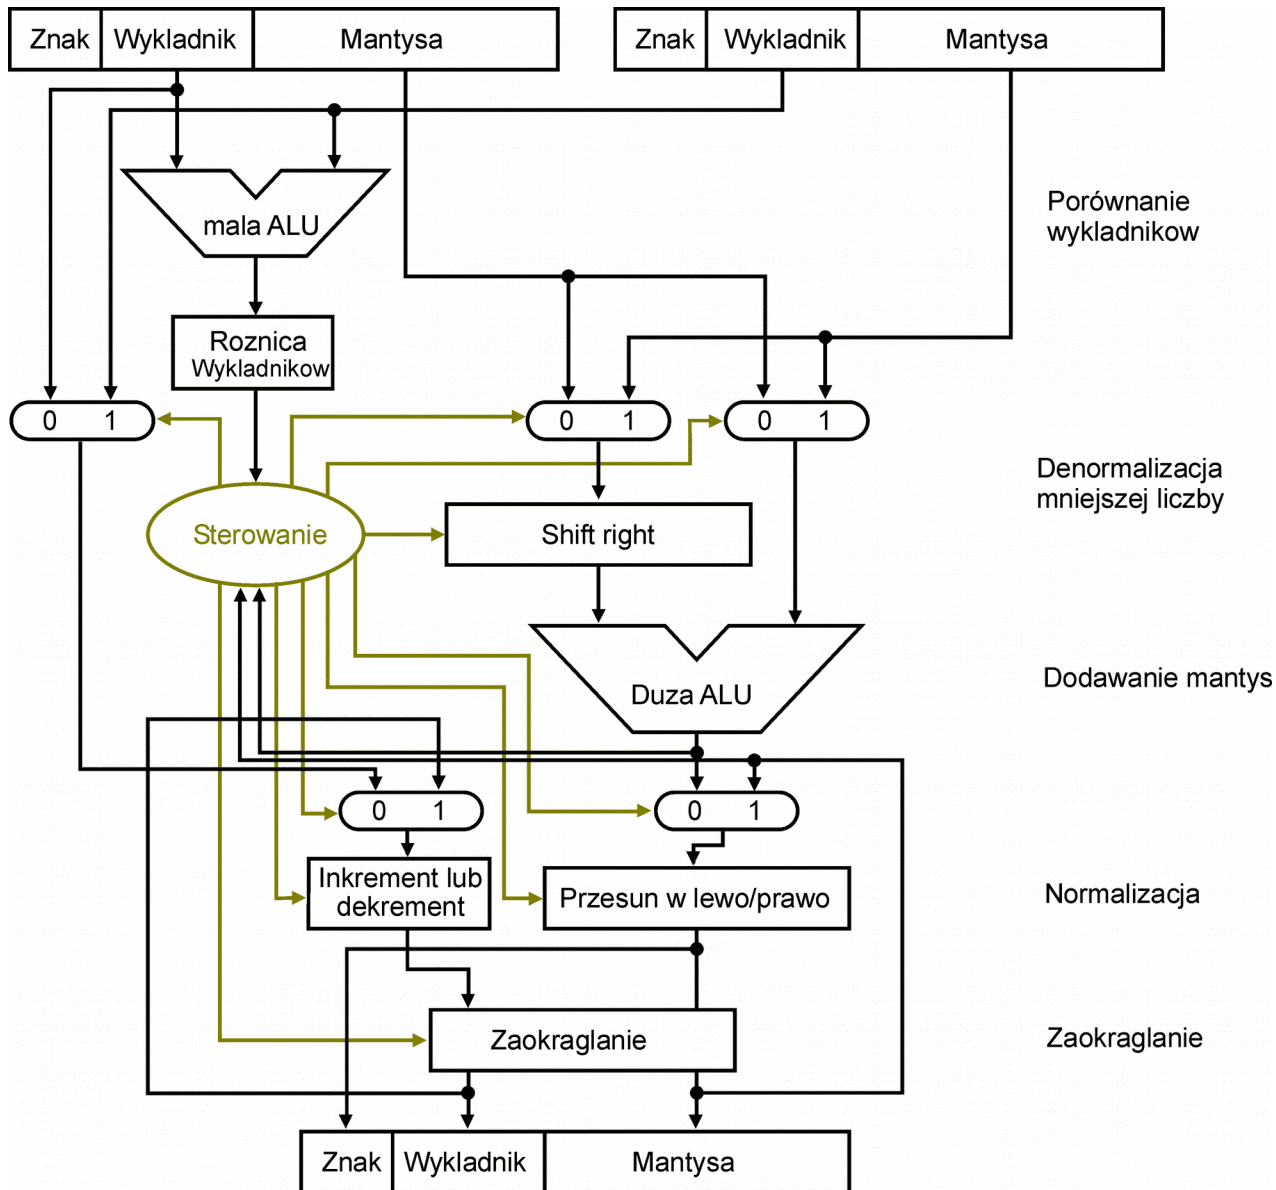 Znak Wykladnik Mantysa Znak Wykladnik Mantysa
mala ALU
Porównanie
wykladnikow
Roznica
Wykladnikow
0 1 0 1 0 1
Denormalizacja
mniejszej liczby
Sterowanie
Shift right
Duza ALU
Dodawanie mantys
0 1 0 1
Inkrement lub
dekrement
Przesun w lewo/prawo
Normalizacja
Zaokraglanie
Zaokraglanie
Znak Wykladnik Mantysa